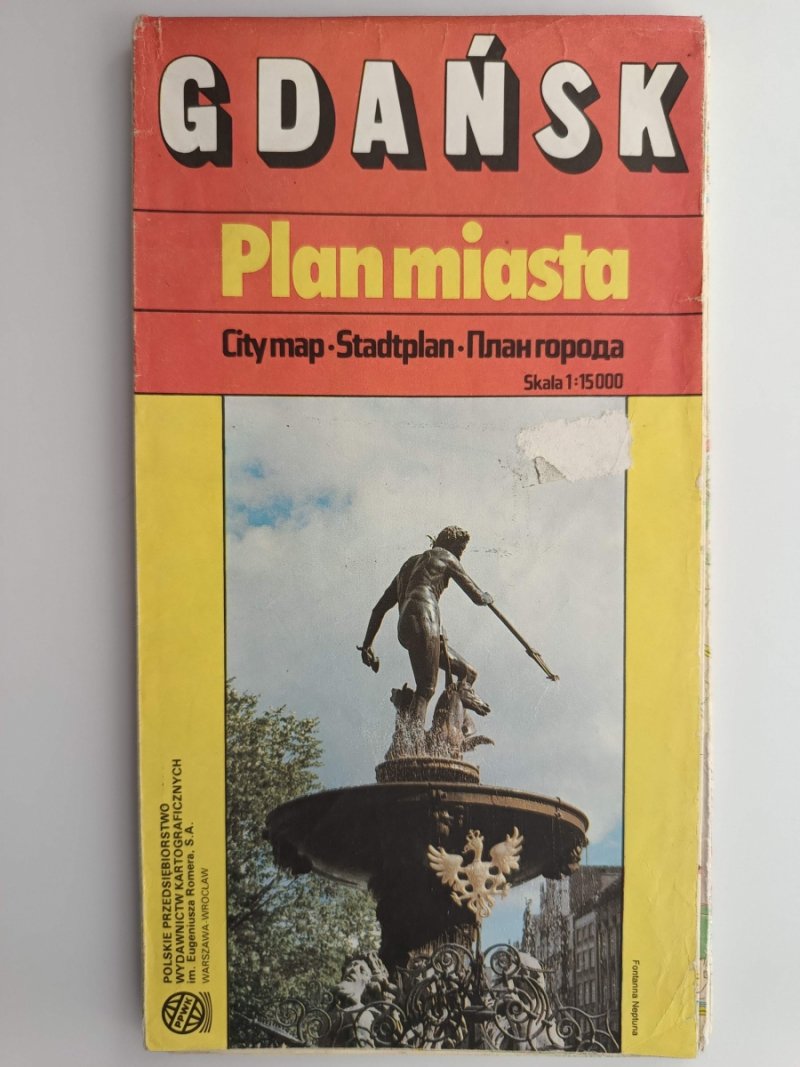 GDAŃSK
Plan miasta
City map · Stadtplan · План города
Skala 1:15 000
POLSKIE PRZEDSIĘBIORSTWO
WYDAWNICTW KARTOGRAFICZNYCH
im. Eugeniusza Romera, S.A.
WARSZAWA-WROCŁAW
PPWK
Fontanna Neptuna